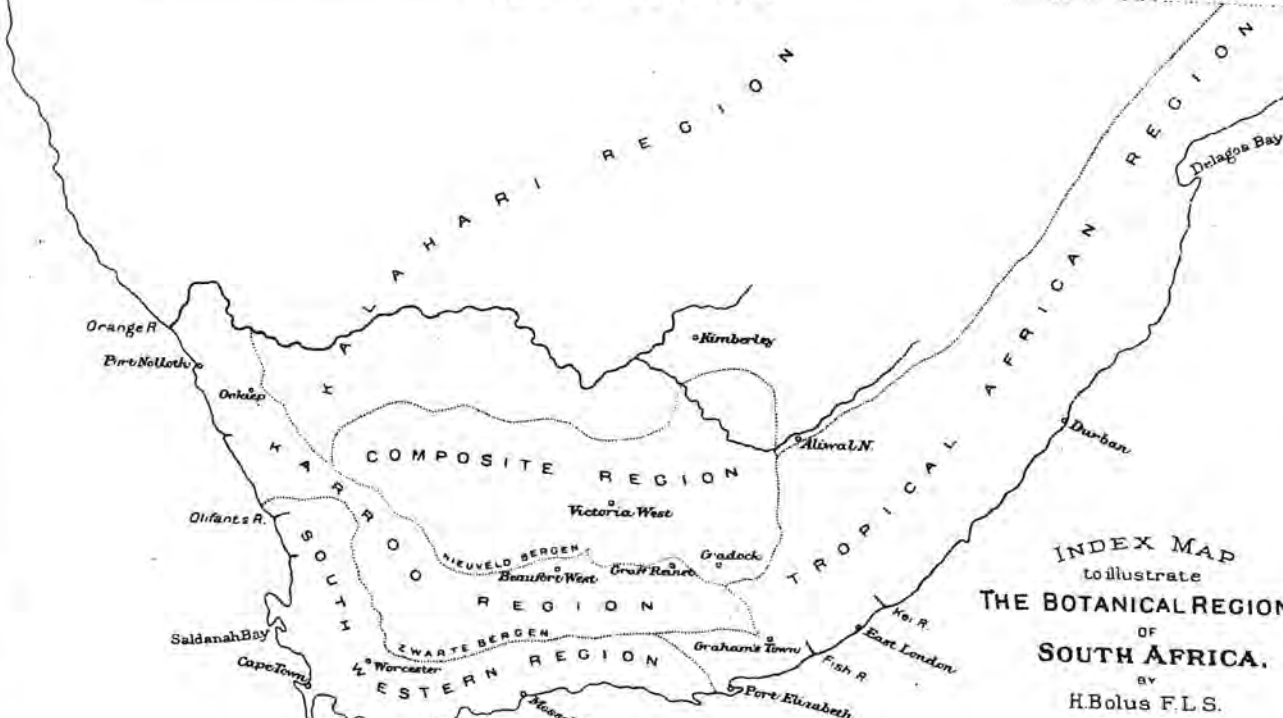 KALAHARI REGION
TROPICAL AFRICAN REGION
Delagoa Bay
Orange R.
Port Nolloth
Ookiep
Kimberley
Aliwal N.
Durban
KARROO REGION
COMPOSITE REGION
Victoria West
Olifants R.
NIEUVELD BERGEN
Beaufort West
Graff Reinet
Cradock
SOUTH WESTERN REGION
ZWARTE BERGEN
Saldanah Bay
Cape Town
Worcester
Graham's Town
Kei R.
East London
Fish R.
Port Elizabeth
INDEX MAP
to illustrate
THE BOTANICAL REGION
OF
SOUTH AFRICA.
BY
H. Bolus F.L.S.